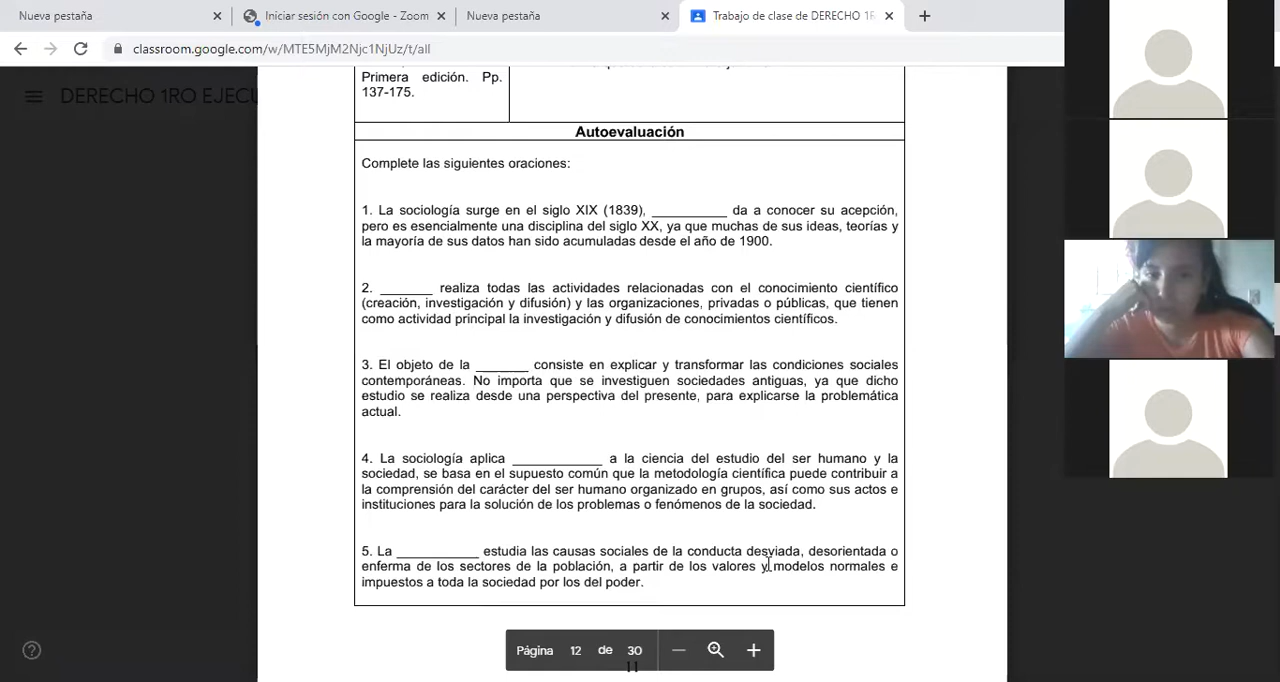 Nueva pestaña
Iniciar sesión con Google - Zoom
Nueva pestaña
Trabajo de clase de DERECHO 1R
classroom.google.com/w/MTE5MjM2Njc1NjUz/t/all
DERECHO 1RO EJECU
Primera edición. Pp.
137-175.
Autoevaluación
Complete las siguientes oraciones:
1. La sociología surge en el siglo XIX (1839), __________ da a conocer su acepción,
pero es esencialmente una disciplina del siglo XX, ya que muchas de sus ideas, teorías y
la mayoría de sus datos han sido acumuladas desde el año de 1900.
2. _______ realiza todas las actividades relacionadas con el conocimiento científico
(creación, investigación y difusión) y las organizaciones, privadas o públicas, que tienen
como actividad principal la investigación y difusión de conocimientos científicos.
3. El objeto de la _______ consiste en explicar y transformar las condiciones sociales
contemporáneas. No importa que se investiguen sociedades antiguas, ya que dicho
estudio se realiza desde una perspectiva del presente, para explicarse la problemática
actual.
4. La sociología aplica ____________ a la ciencia del estudio del ser humano y la
sociedad, se basa en el supuesto común que la metodología científica puede contribuir a
la comprensión del carácter del ser humano organizado en grupos, así como sus actos e
instituciones para la solución de los problemas o fenómenos de la sociedad.
5. La ___________ estudia las causas sociales de la conducta desviada, desorientada o
enferma de los sectores de la población, a partir de los valores y modelos normales e
impuestos a toda la sociedad por los del poder.
Página 12 de 30
11